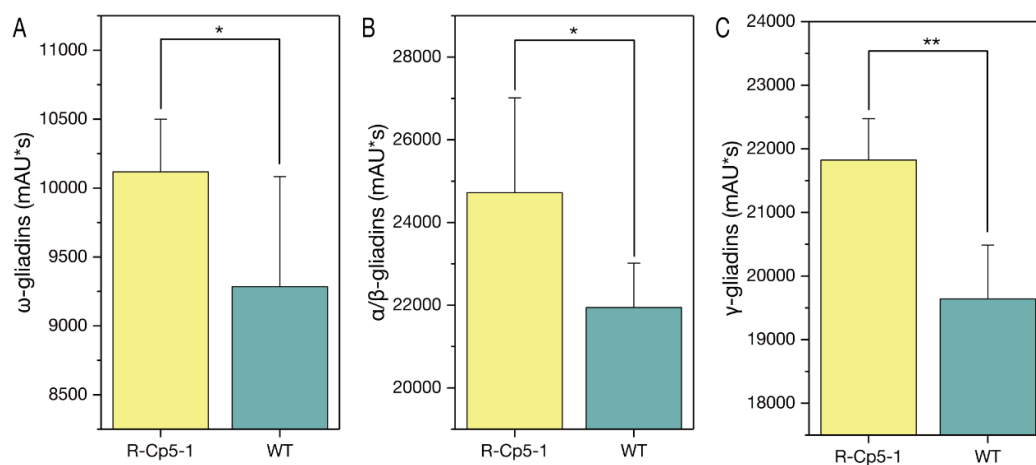 A
ω-gliadins (mAU*s)
11000
10500
10000
9500
9000
8500
*
R-Cp5-1
WT
B
α/β-gliadins (mAU*s)
28000
26000
24000
22000
20000
*
R-Cp5-1
WT
C
γ-gliadins (mAU*s)
24000
23000
22000
21000
20000
19000
18000
**
R-Cp5-1
WT